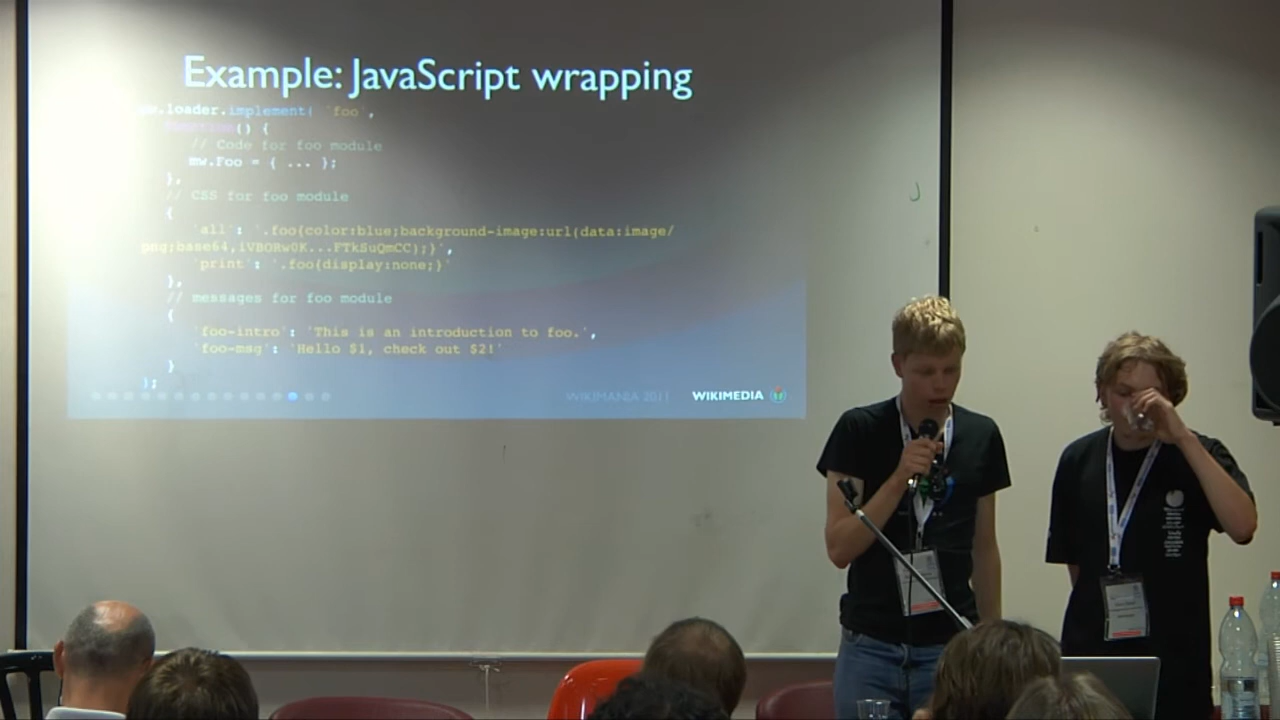 Example: JavaScript wrapping
mw.loader.implement( 'foo',
function() {
// Code for foo module
mw.Foo = { ... };
},
// CSS for foo module
{
'all': '.foo{color:blue;background-image:url(data:image/
png;base64,iVBORw0K...FTkSuQmCC);}',
'print': '.foo{display:none;}'
},
// messages for foo module
{
'foo-intro': 'This is an introduction to foo.',
'foo-msg': 'Hello $1, check out $2!'
}
);
WIKIMANIA 2011 WIKIMEDIA